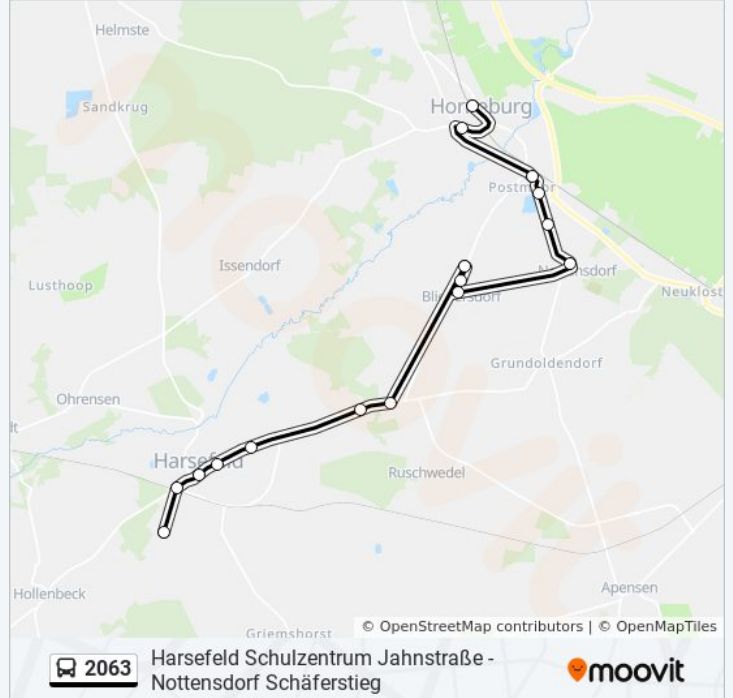 Helmste
Sandkrug
Horneburg
Postmoor
Issendorf
Nottensdorf
Lusthoop
Bliedersdorf
Neuklost
Grundoldendorf
Ohrensen
dt
Harsefeld
Ruschwedel
Hollenbeck
Apensen
Griemshorst
© OpenStreetMap contributors | © OpenMapTiles
2063
Harsefeld Schulzentrum Jahnstraße -
Nottensdorf Schäferstieg
moovit